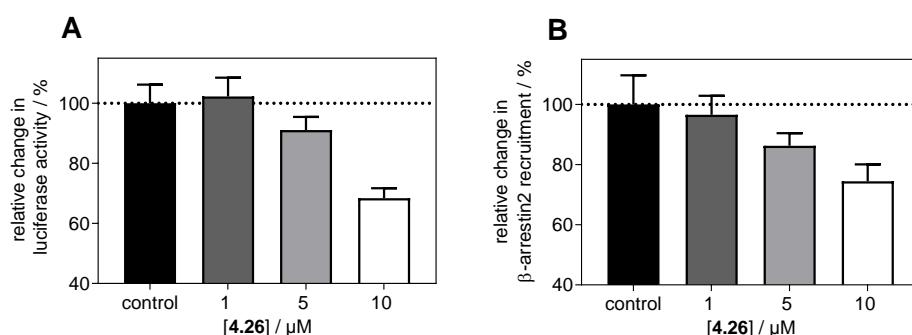 A
relative change in
luciferase activity / %
100
80
60
40
control 1 5 10
[4.26] / µM
B
relative change in
β-arrestin2 recruitment / %
100
80
60
40
control 1 5 10
[4.26] / µM